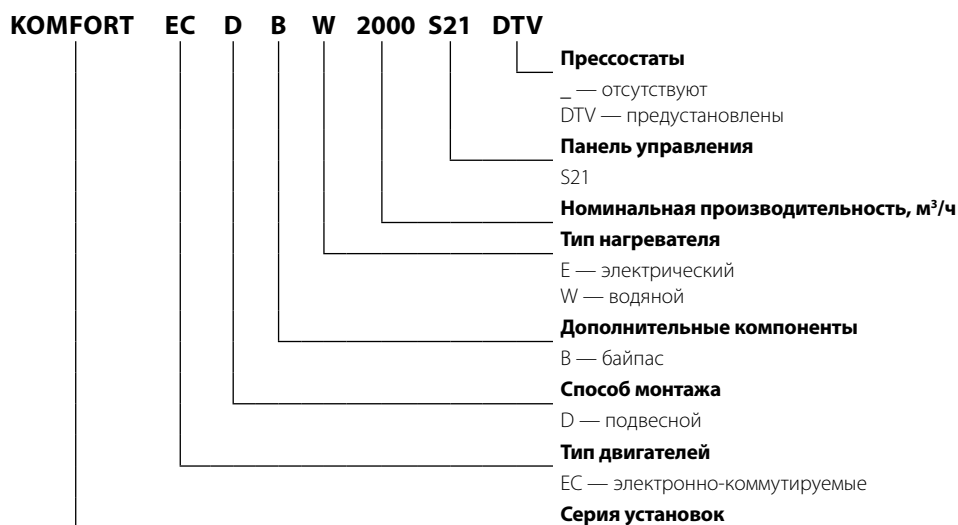 KOMFORT EC D B W 2000 S21 DTV
Прессостаты
_ — отсутствуют
DTV — предустановлены
Панель управления
S21
Номинальная производительность, м³/ч
Тип нагревателя
Е — электрический
W — водяной
Дополнительные компоненты
В — байпас
Способ монтажа
D — подвесной
Тип двигателей
ЕС — электронно-коммутируемые
Серия установок